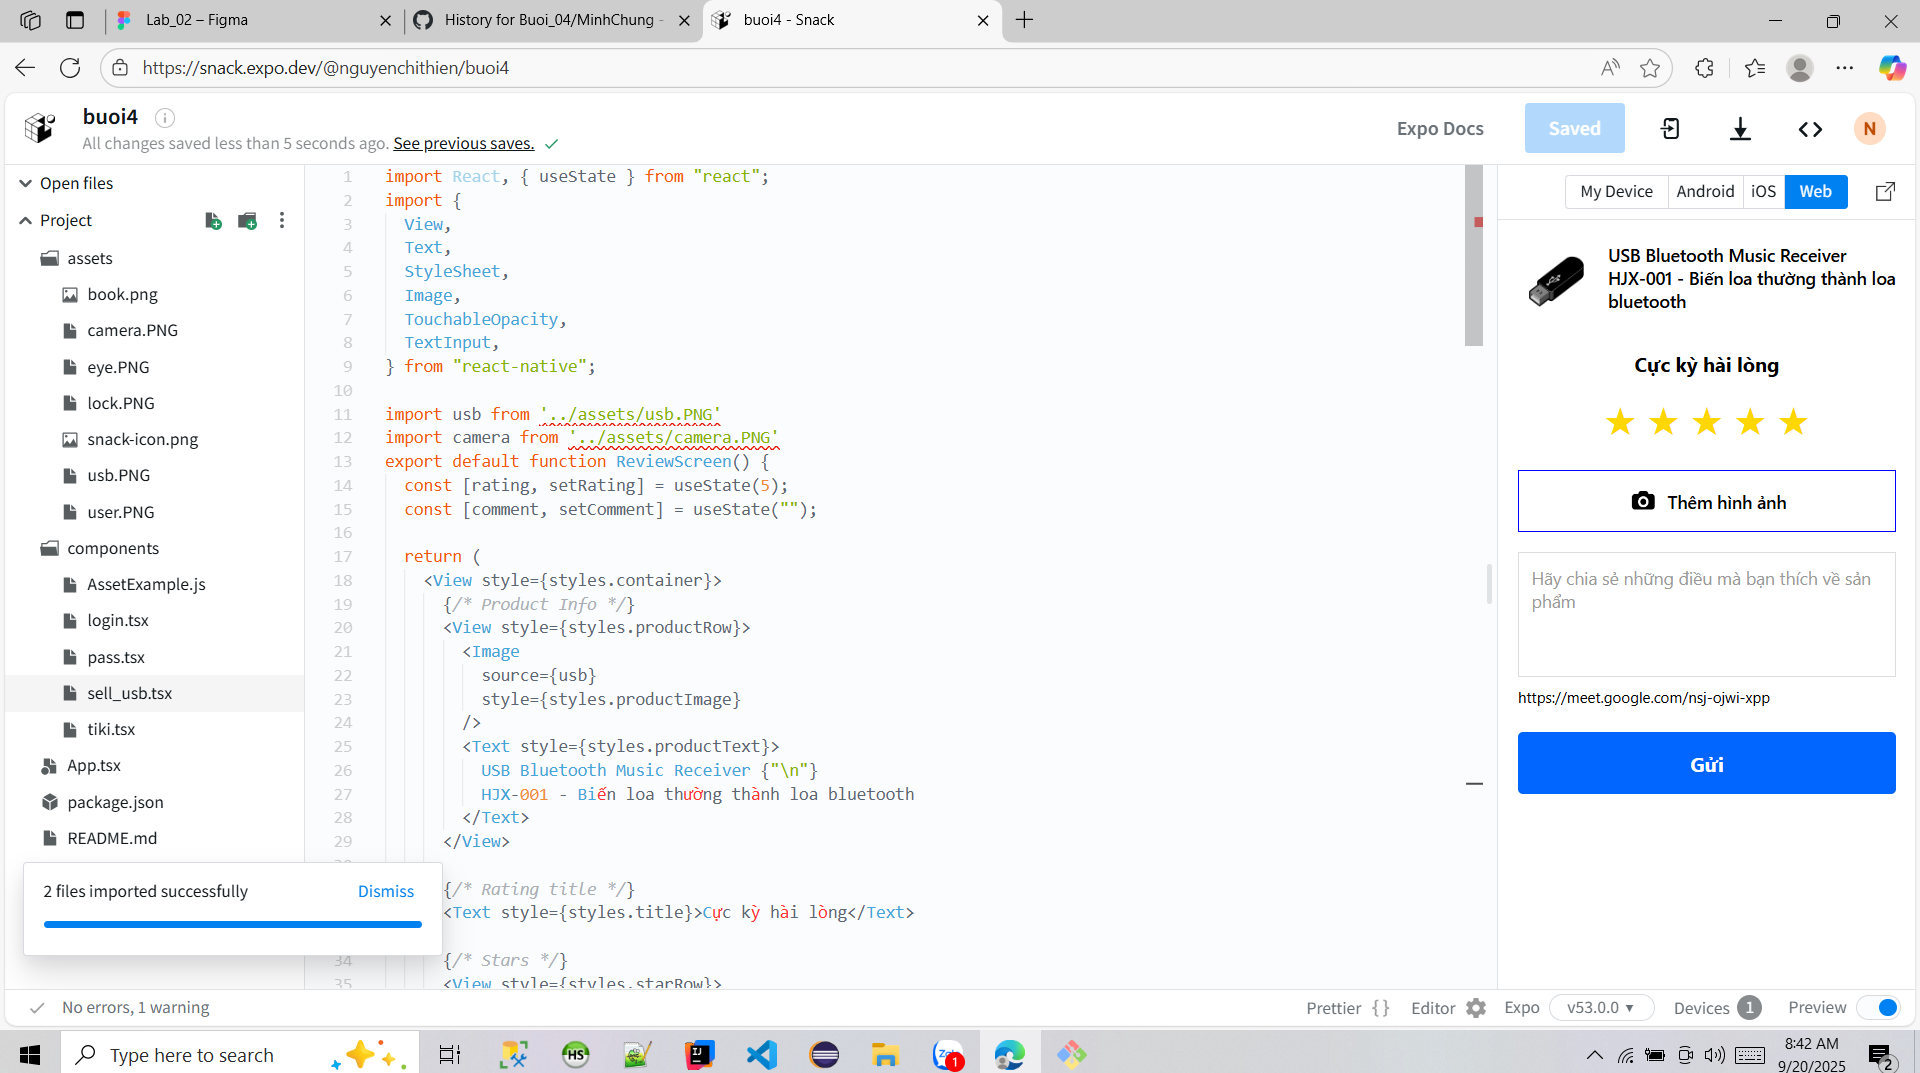 Lab_02 – Figma
History for Buoi_04/MinhChung -
buoi4 - Snack
https://snack.expo.dev/@nguyenchithien/buoi4
buoi4
All changes saved less than 5 seconds ago. See previous saves.
Expo Docs
Saved
N
Open files
Project
assets
book.png
camera.PNG
eye.PNG
lock.PNG
snack-icon.png
usb.PNG
user.PNG
components
AssetExample.js
login.tsx
pass.tsx
sell_usb.tsx
tiki.tsx
App.tsx
package.json
README.md
2 files imported successfully
Dismiss
1 import React, { useState } from "react";
2 import {
3 View,
4 Text,
5 StyleSheet,
6 Image,
7 TouchableOpacity,
8 TextInput,
9 } from "react-native";
10
11 import usb from '../assets/usb.PNG'
12 import camera from '../assets/camera.PNG'
13 export default function ReviewScreen() {
14 const [rating, setRating] = useState(5);
15 const [comment, setComment] = useState("");
16
17 return (
18 <View style={styles.container}>
19 {/* Product Info */}
20 <View style={styles.productRow}>
21 <Image
22 source={usb}
23 style={styles.productImage}
24 />
25 <Text style={styles.productText}>
26 USB Bluetooth Music Receiver {"\n"}
27 HJX-001 - Biến loa thường thành loa bluetooth
28 </Text>
29 </View>
{/* Rating title */}
<Text style={styles.title}>Cực kỳ hài lòng</Text>
34 {/* Stars */}
35 <View style={styles.starRow}>
My Device
Android
iOS
Web
USB Bluetooth Music Receiver
HJX-001 - Biến loa thường thành loa
bluetooth
Cực kỳ hài lòng
Thêm hình ảnh
Hãy chia sẻ những điều mà bạn thích về sản
phẩm
https://meet.google.com/nsj-ojwi-xpp
Gửi
No errors, 1 warning
Prettier {}
Editor
Expo
v53.0.0
Devices 1
Preview
Type here to search
HS
1
8:42 AM
9/20/2025
2